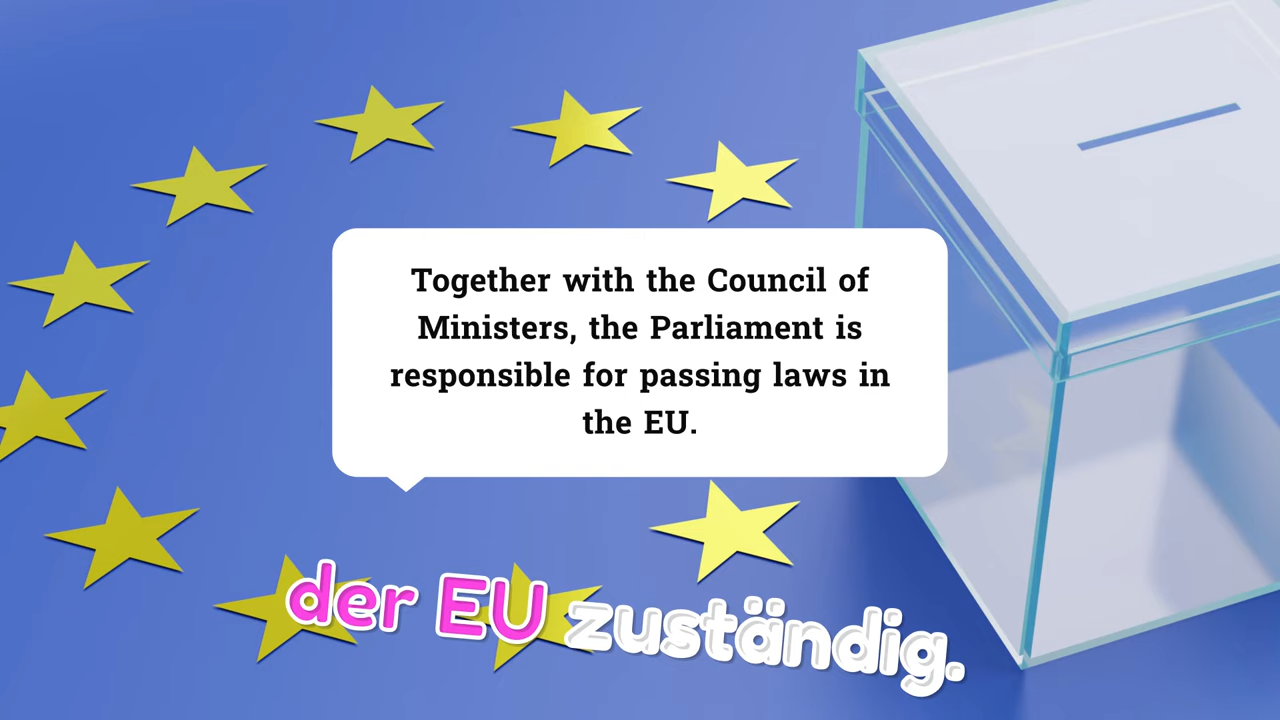 Together with the Council of
Ministers, the Parliament is
responsible for passing laws in
the EU.
der EU zuständig.